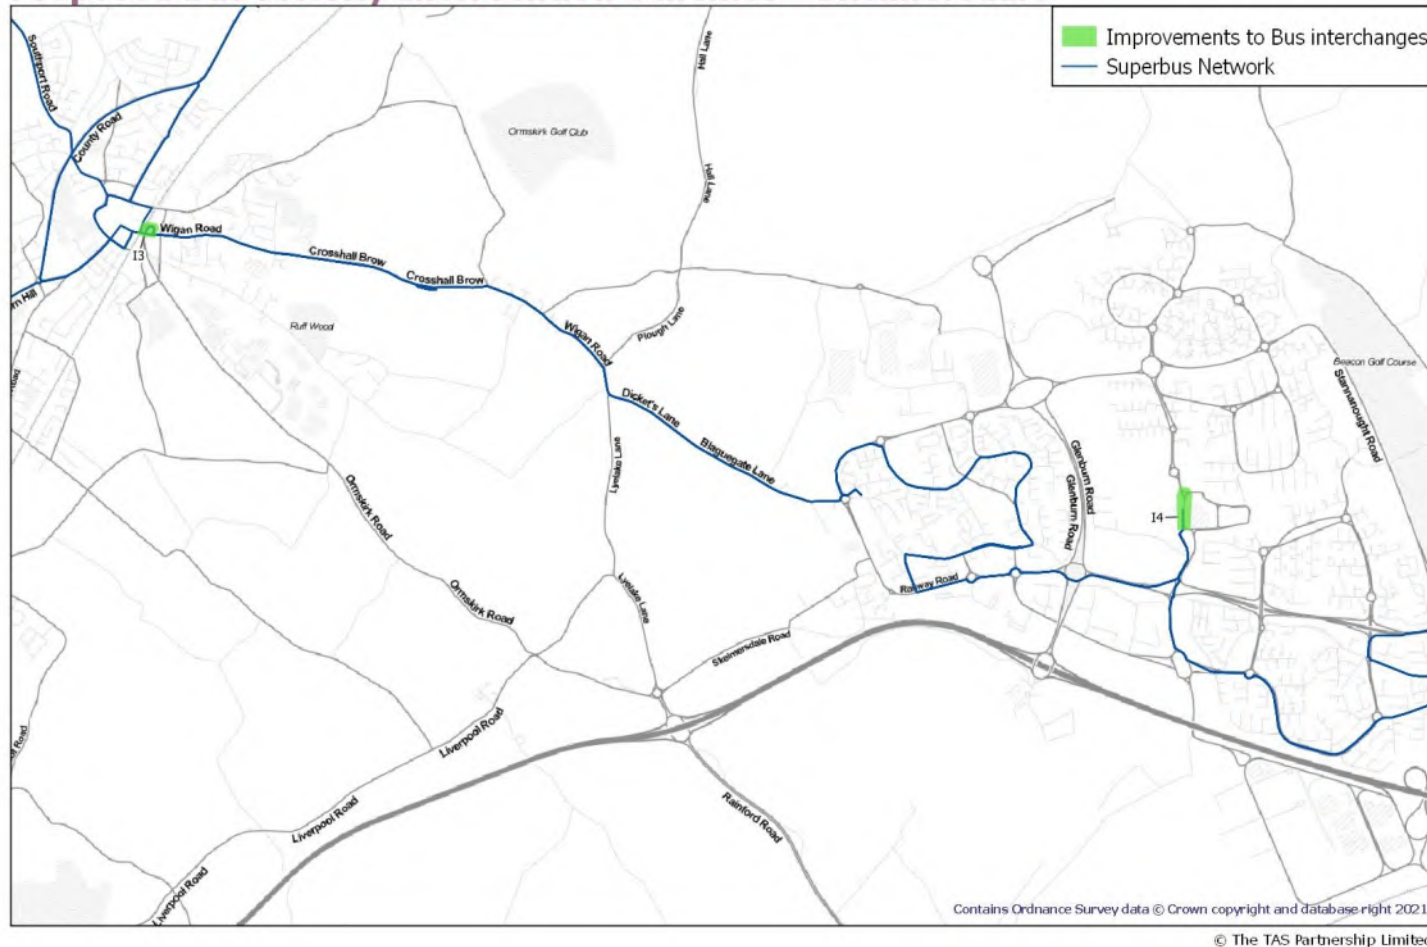 Improvements to Bus interchanges
Superbus Network
Southport Road
County Road
Hall Lane
Hall Lane
Ormskirk Golf Club
Wigan Road
I3
Crosshall Brow
Crosshall Brow
Hill
Ruff Wood
Wigan Road
Plough Lane
Beacon Golf Course
Stannanought Road
Dicket's Lane
Blaguegate Lane
Lyelake Lane
Glenburn Road
Glenburn Road
I4
Ormskirk Road
Ormskirk Road
Lyelake Lane
Railway Road
Skelmersdale Road
Liverpool Road
Rainford Road
Liverpool Road
Liverpool Road
Road
Road
Contains Ordnance Survey data © Crown copyright and database right 2021
© The TAS Partnership Limited